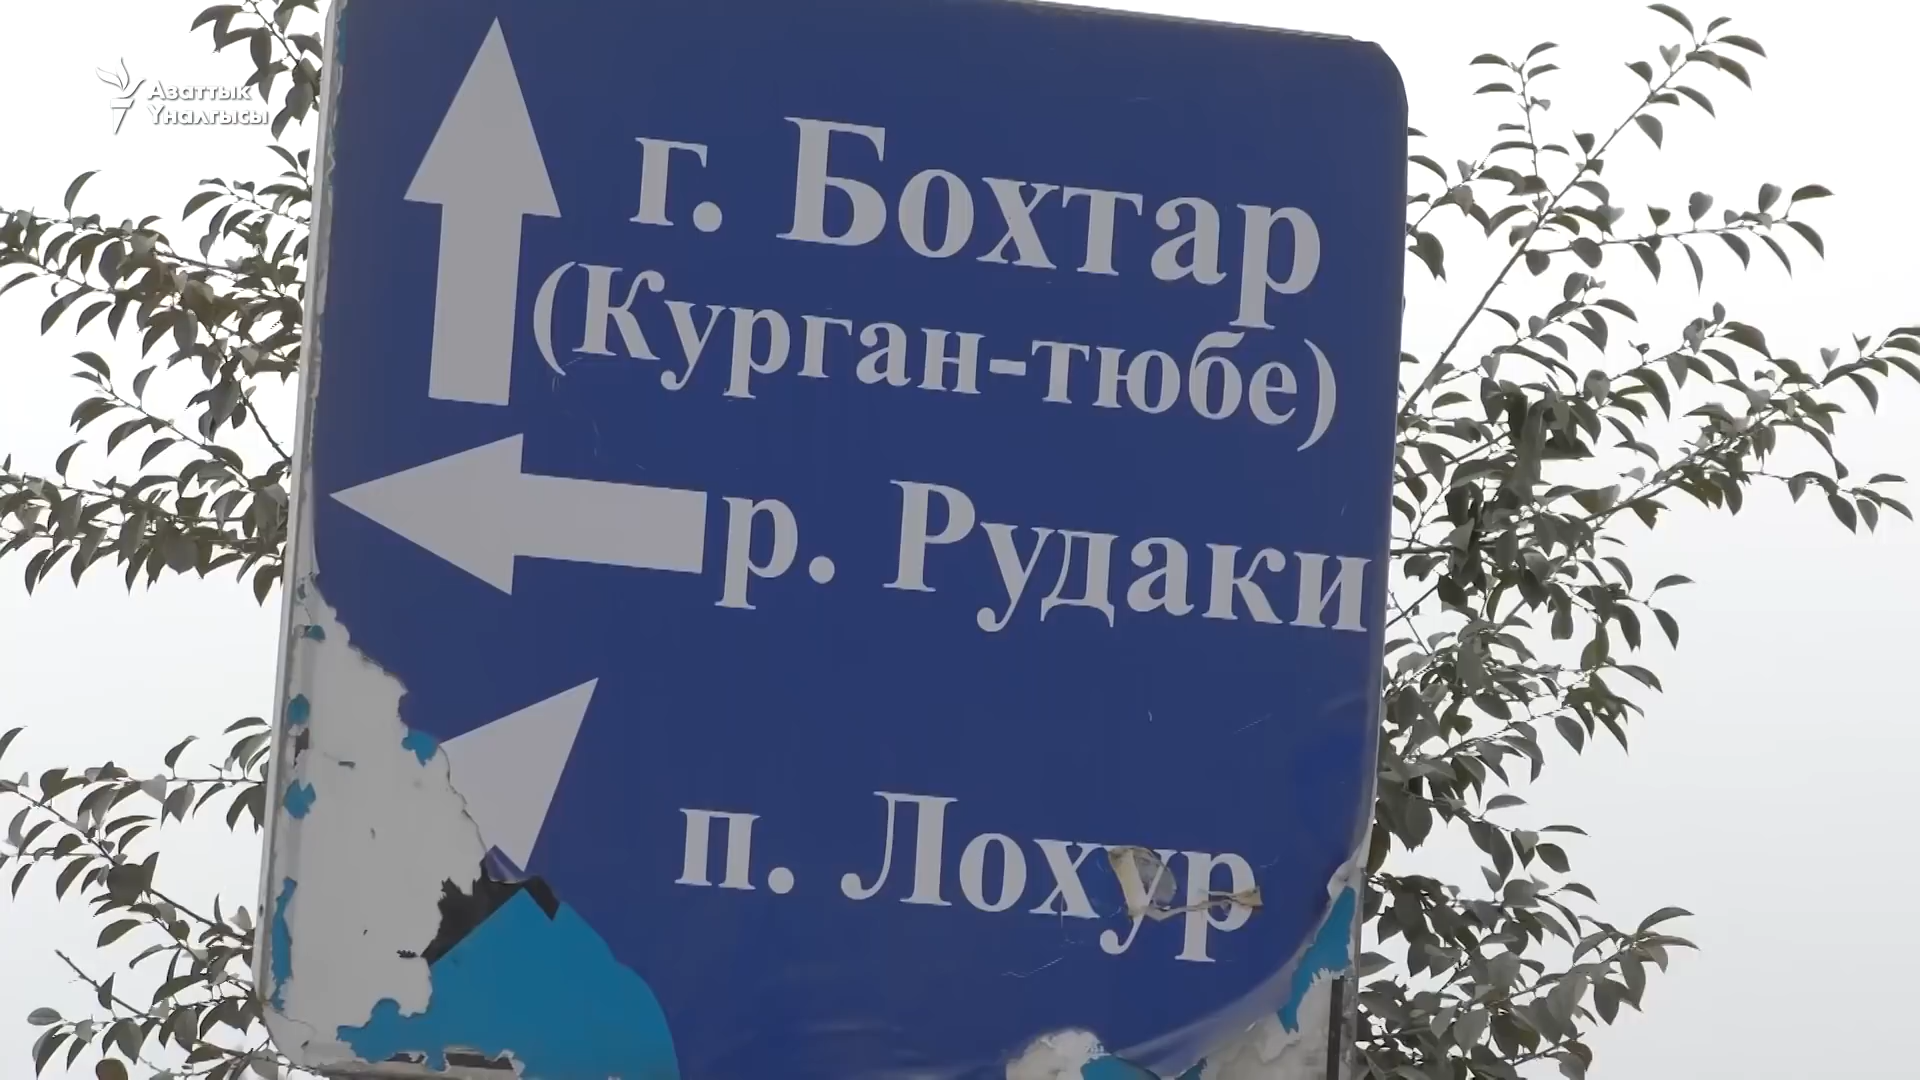 Азаттык
Үналгысы
г. Бохтар
(Курган-тюбе)
р. Рудаки
п. Лохур